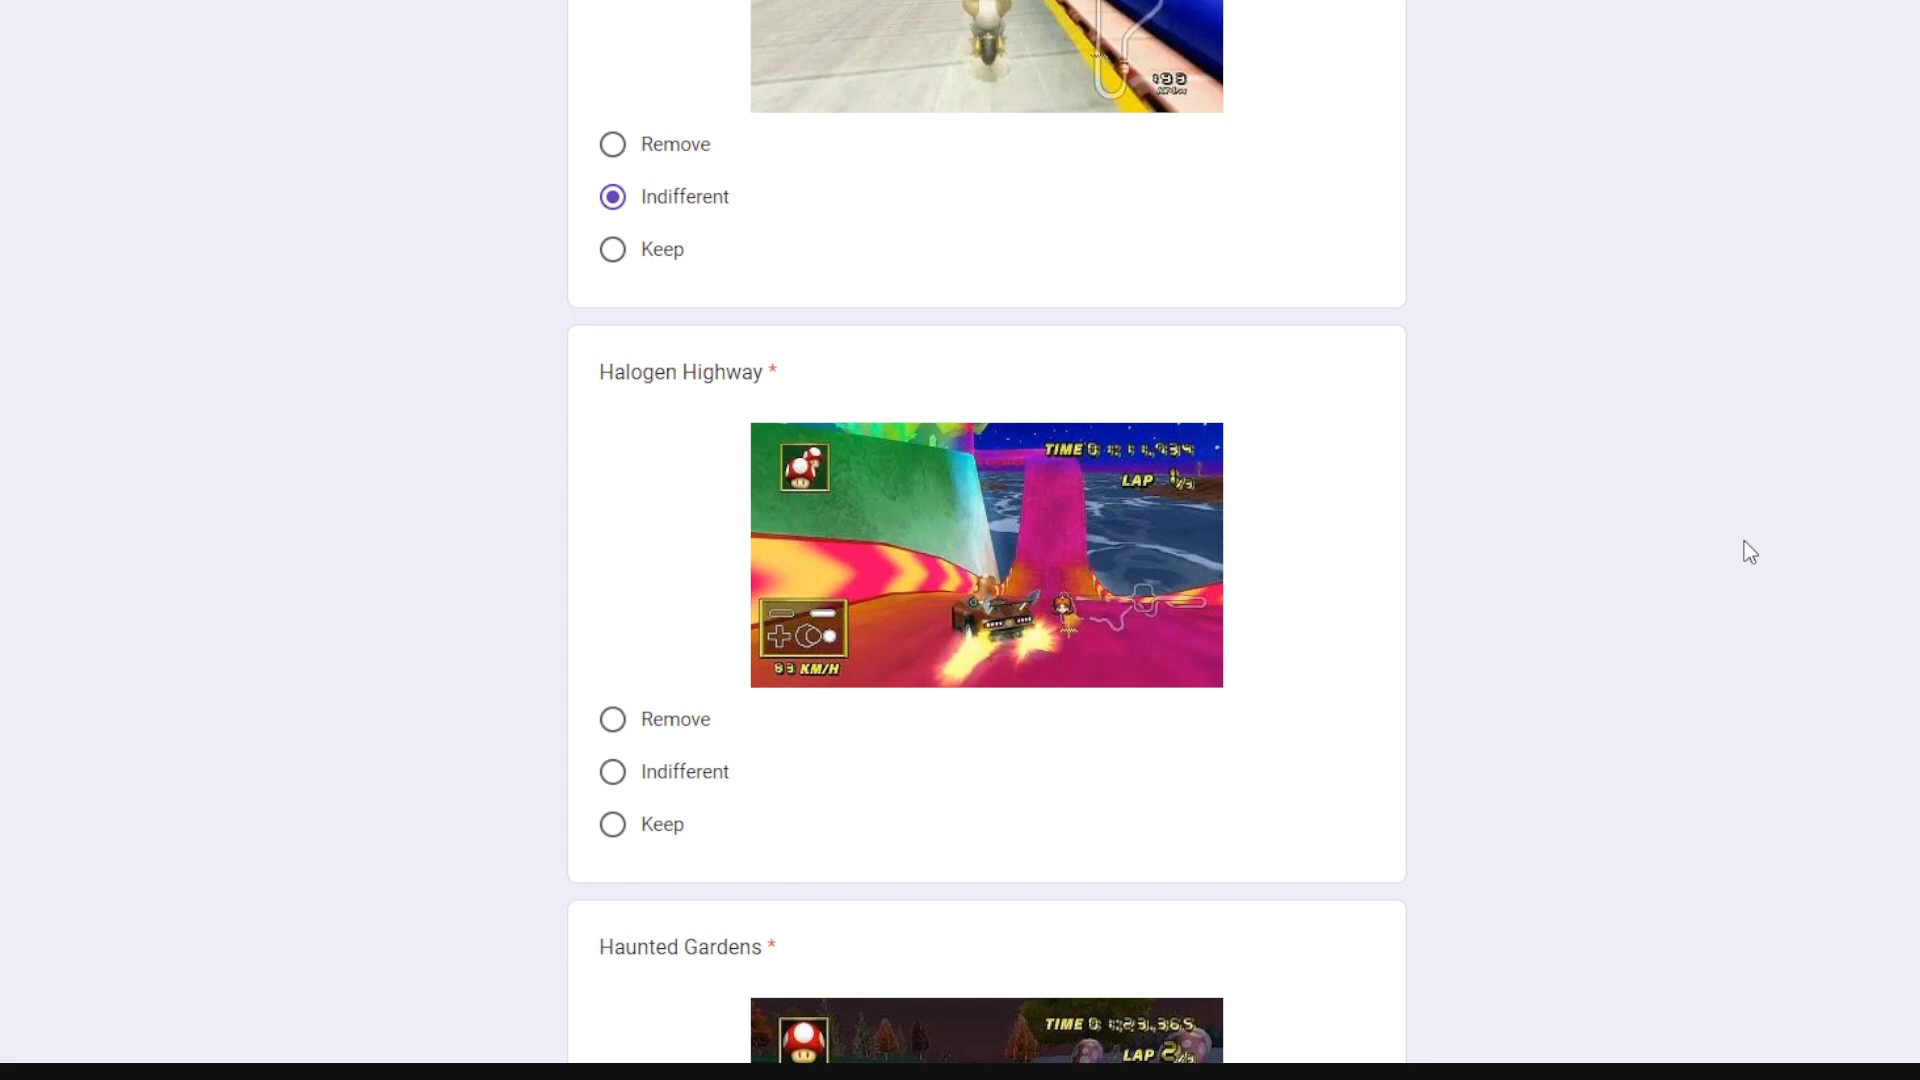 Remove
Indifferent
Keep
Halogen Highway *
TIME
LAP
KM/H
Remove
Indifferent
Keep
Haunted Gardens *
TIME
LAP